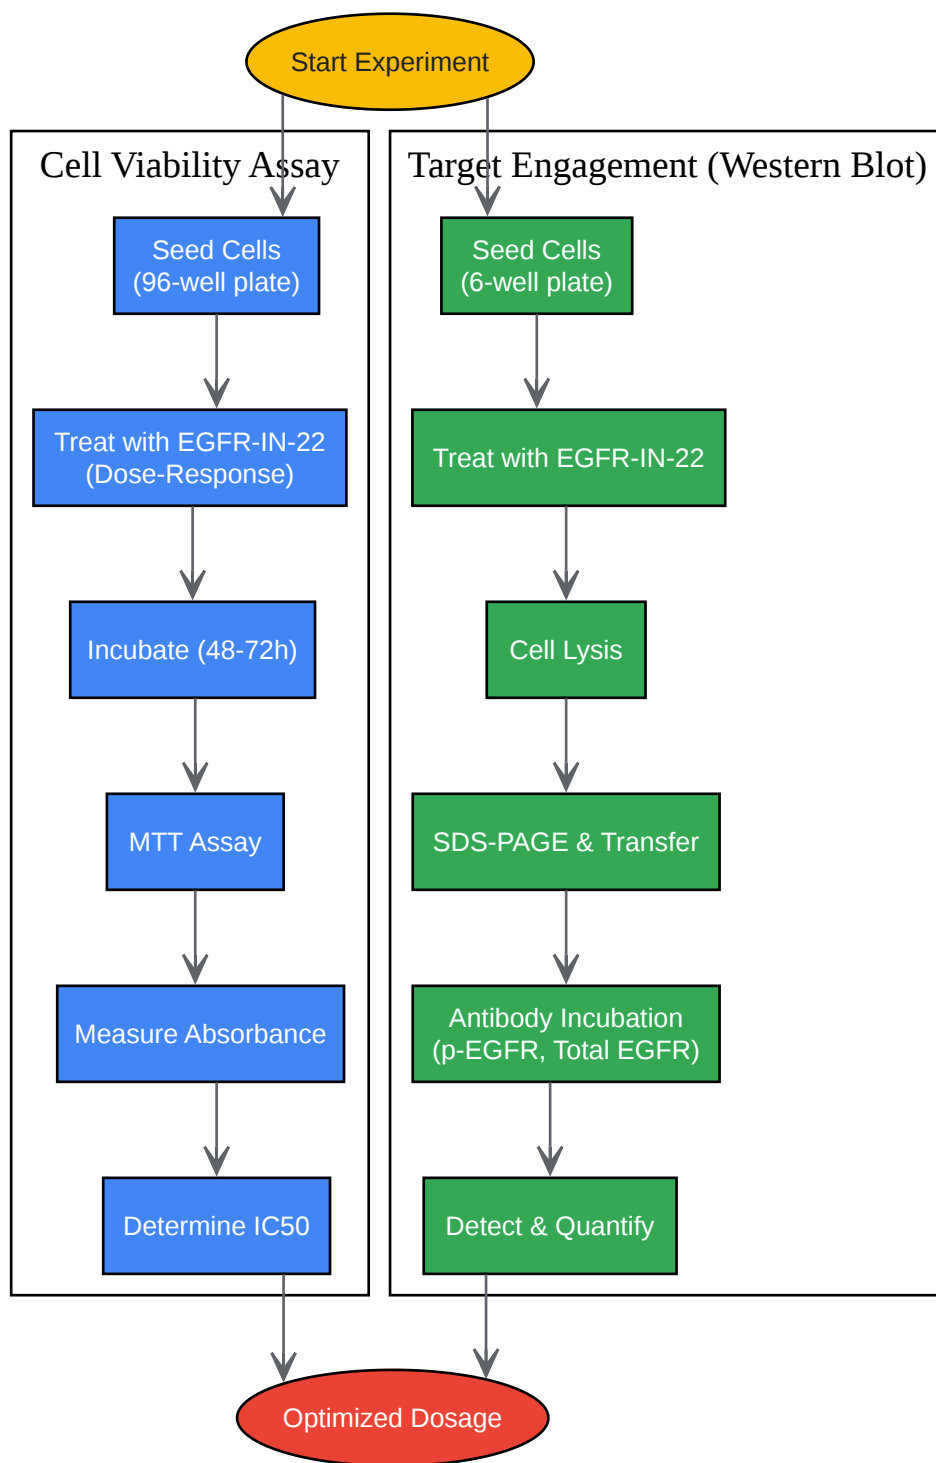 Start Experiment
Cell Viability Assay
Seed Cells
(96-well plate)
Treat with EGFR-IN-22
(Dose-Response)
Incubate (48-72h)
MTT Assay
Measure Absorbance
Determine IC50
Target Engagement (Western Blot)
Seed Cells
(6-well plate)
Treat with EGFR-IN-22
Cell Lysis
SDS-PAGE & Transfer
Antibody Incubation
(p-EGFR, Total EGFR)
Detect & Quantify
Optimized Dosage